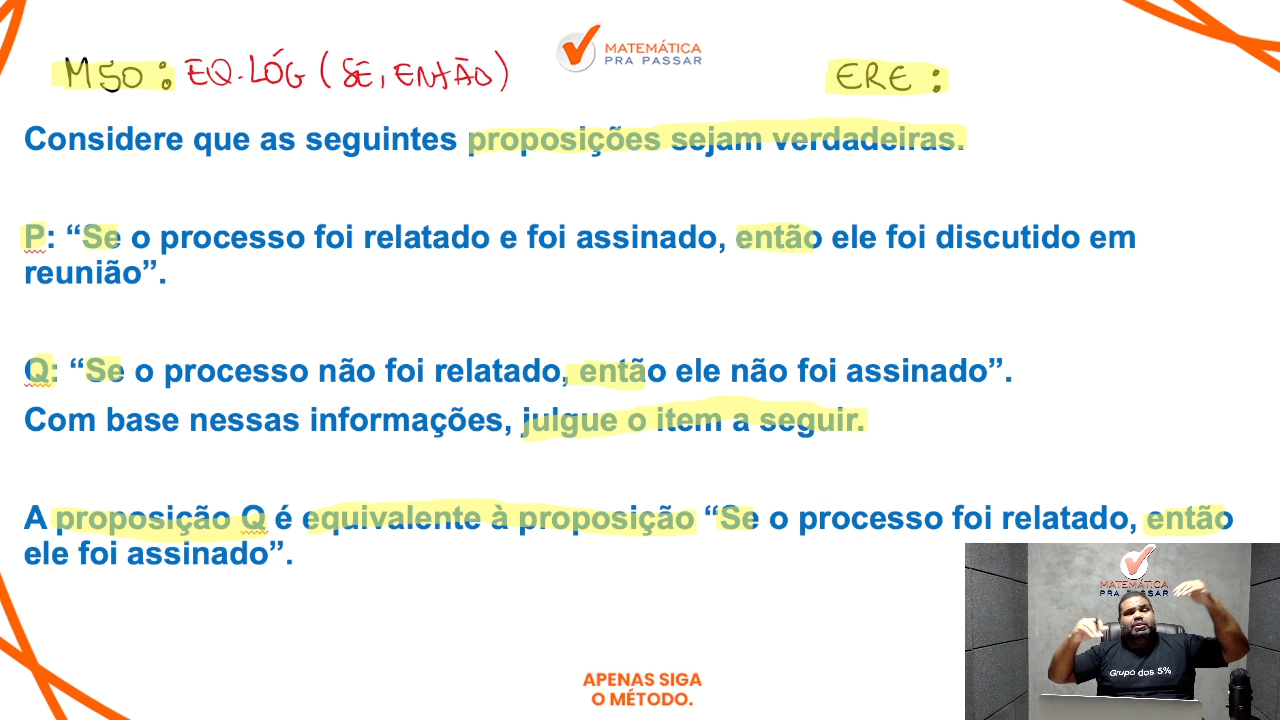 MATEMÁTICA
PRA PASSAR
M50: EQ. LÓG (SE, ENTÃO)
ERE:
Considere que as seguintes proposições sejam verdadeiras.
P: “Se o processo foi relatado e foi assinado, então ele foi discutido em
reunião”.
Q: “Se o processo não foi relatado, então ele não foi assinado”.
Com base nessas informações, julgue o item a seguir.
A proposição Q é equivalente à proposição “Se o processo foi relatado, então
ele foi assinado”.
MATEMÁTICA
PRA PASSAR
Grupo dos 5%
APENAS SIGA
O MÉTODO.